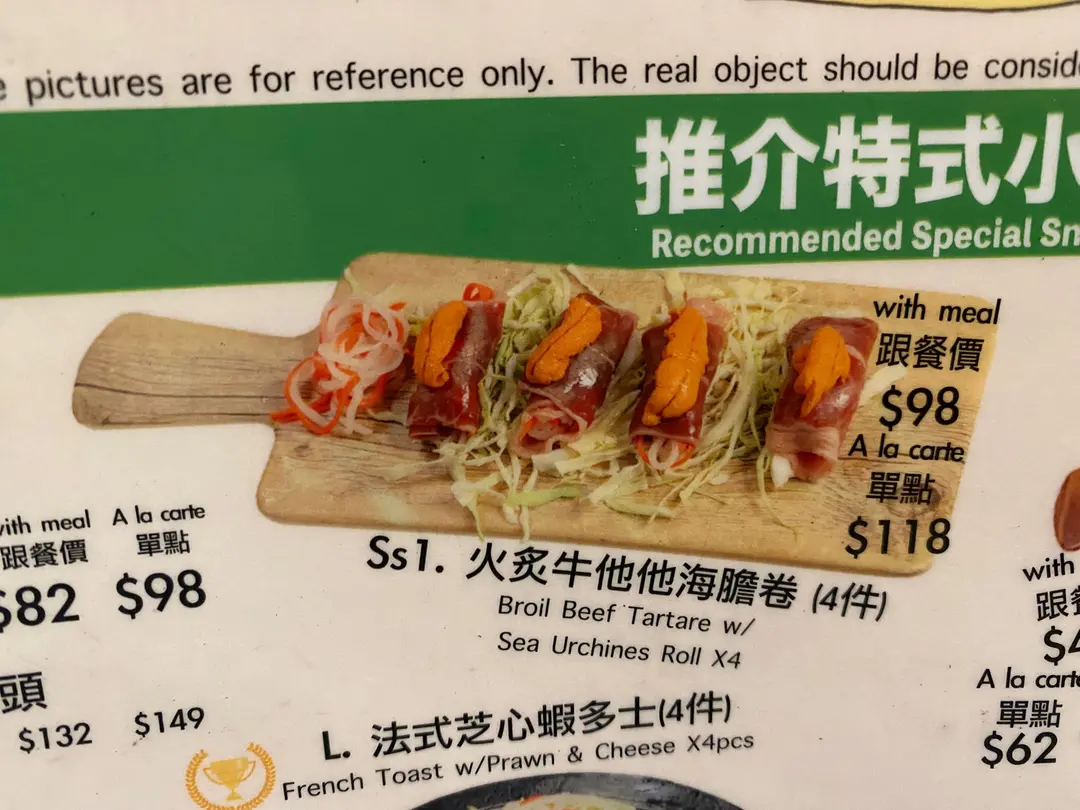 pictures are for reference only. The real object should be
推介特式小
Recommended Special
with meal
跟餐價
$98
A la carte
單點
$118
Ss1. 火炙牛他他海膽卷 (4件)
Broil Beef Tartare w/
Sea Urchines Roll X4
with meal A la carte
跟餐價 單點
$82 $98
頭
$132 $149
L. 法式芝心蝦多士(4件)
French Toast w/Prawn & Cheese X4pcs
with
跟
A la carte
單點
$62